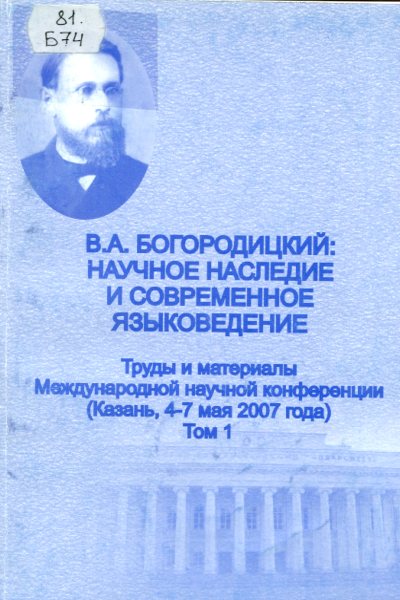 81.
Б74
В.А. БОГОРОДИЦКИЙ:
НАУЧНОЕ НАСЛЕДИЕ
И СОВРЕМЕННОЕ
ЯЗЫКОВЕДЕНИЕ
Труды и материалы
Международной научной конференции
(Казань, 4-7 мая 2007 года)
Том 1